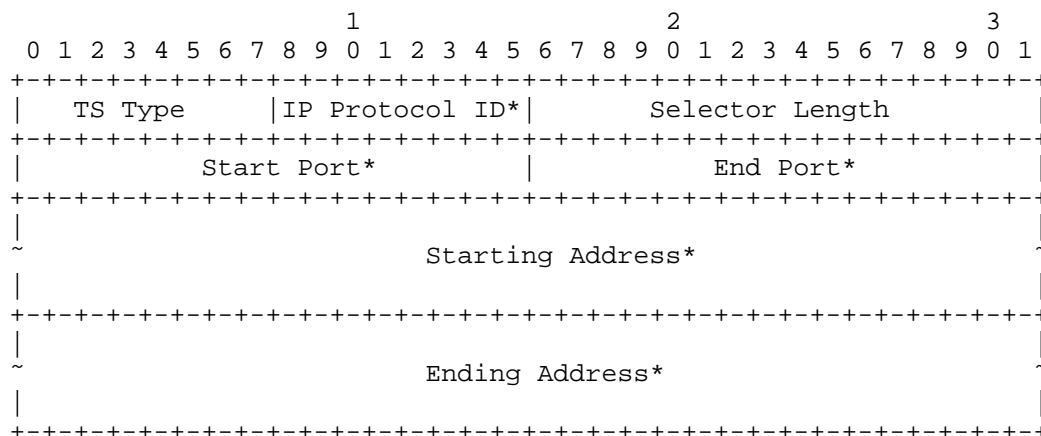 1                   2                   3
 0 1 2 3 4 5 6 7 8 9 0 1 2 3 4 5 6 7 8 9 0 1 2 3 4 5 6 7 8 9 0 1
+-+-+-+-+-+-+-+-+-+-+-+-+-+-+-+-+-+-+-+-+-+-+-+-+-+-+-+-+-+-+-+-+
|   TS Type     |IP Protocol ID*|       Selector Length         |
+-+-+-+-+-+-+-+-+-+-+-+-+-+-+-+-+-+-+-+-+-+-+-+-+-+-+-+-+-+-+-+-+
|           Start Port*         |           End Port*           |
+-+-+-+-+-+-+-+-+-+-+-+-+-+-+-+-+-+-+-+-+-+-+-+-+-+-+-+-+-+-+-+-+
|                                                               |
~                         Starting Address*                     ~
|                                                               |
+-+-+-+-+-+-+-+-+-+-+-+-+-+-+-+-+-+-+-+-+-+-+-+-+-+-+-+-+-+-+-+-+
|                                                               |
~                         Ending Address*                       ~
|                                                               |
+-+-+-+-+-+-+-+-+-+-+-+-+-+-+-+-+-+-+-+-+-+-+-+-+-+-+-+-+-+-+-+-+